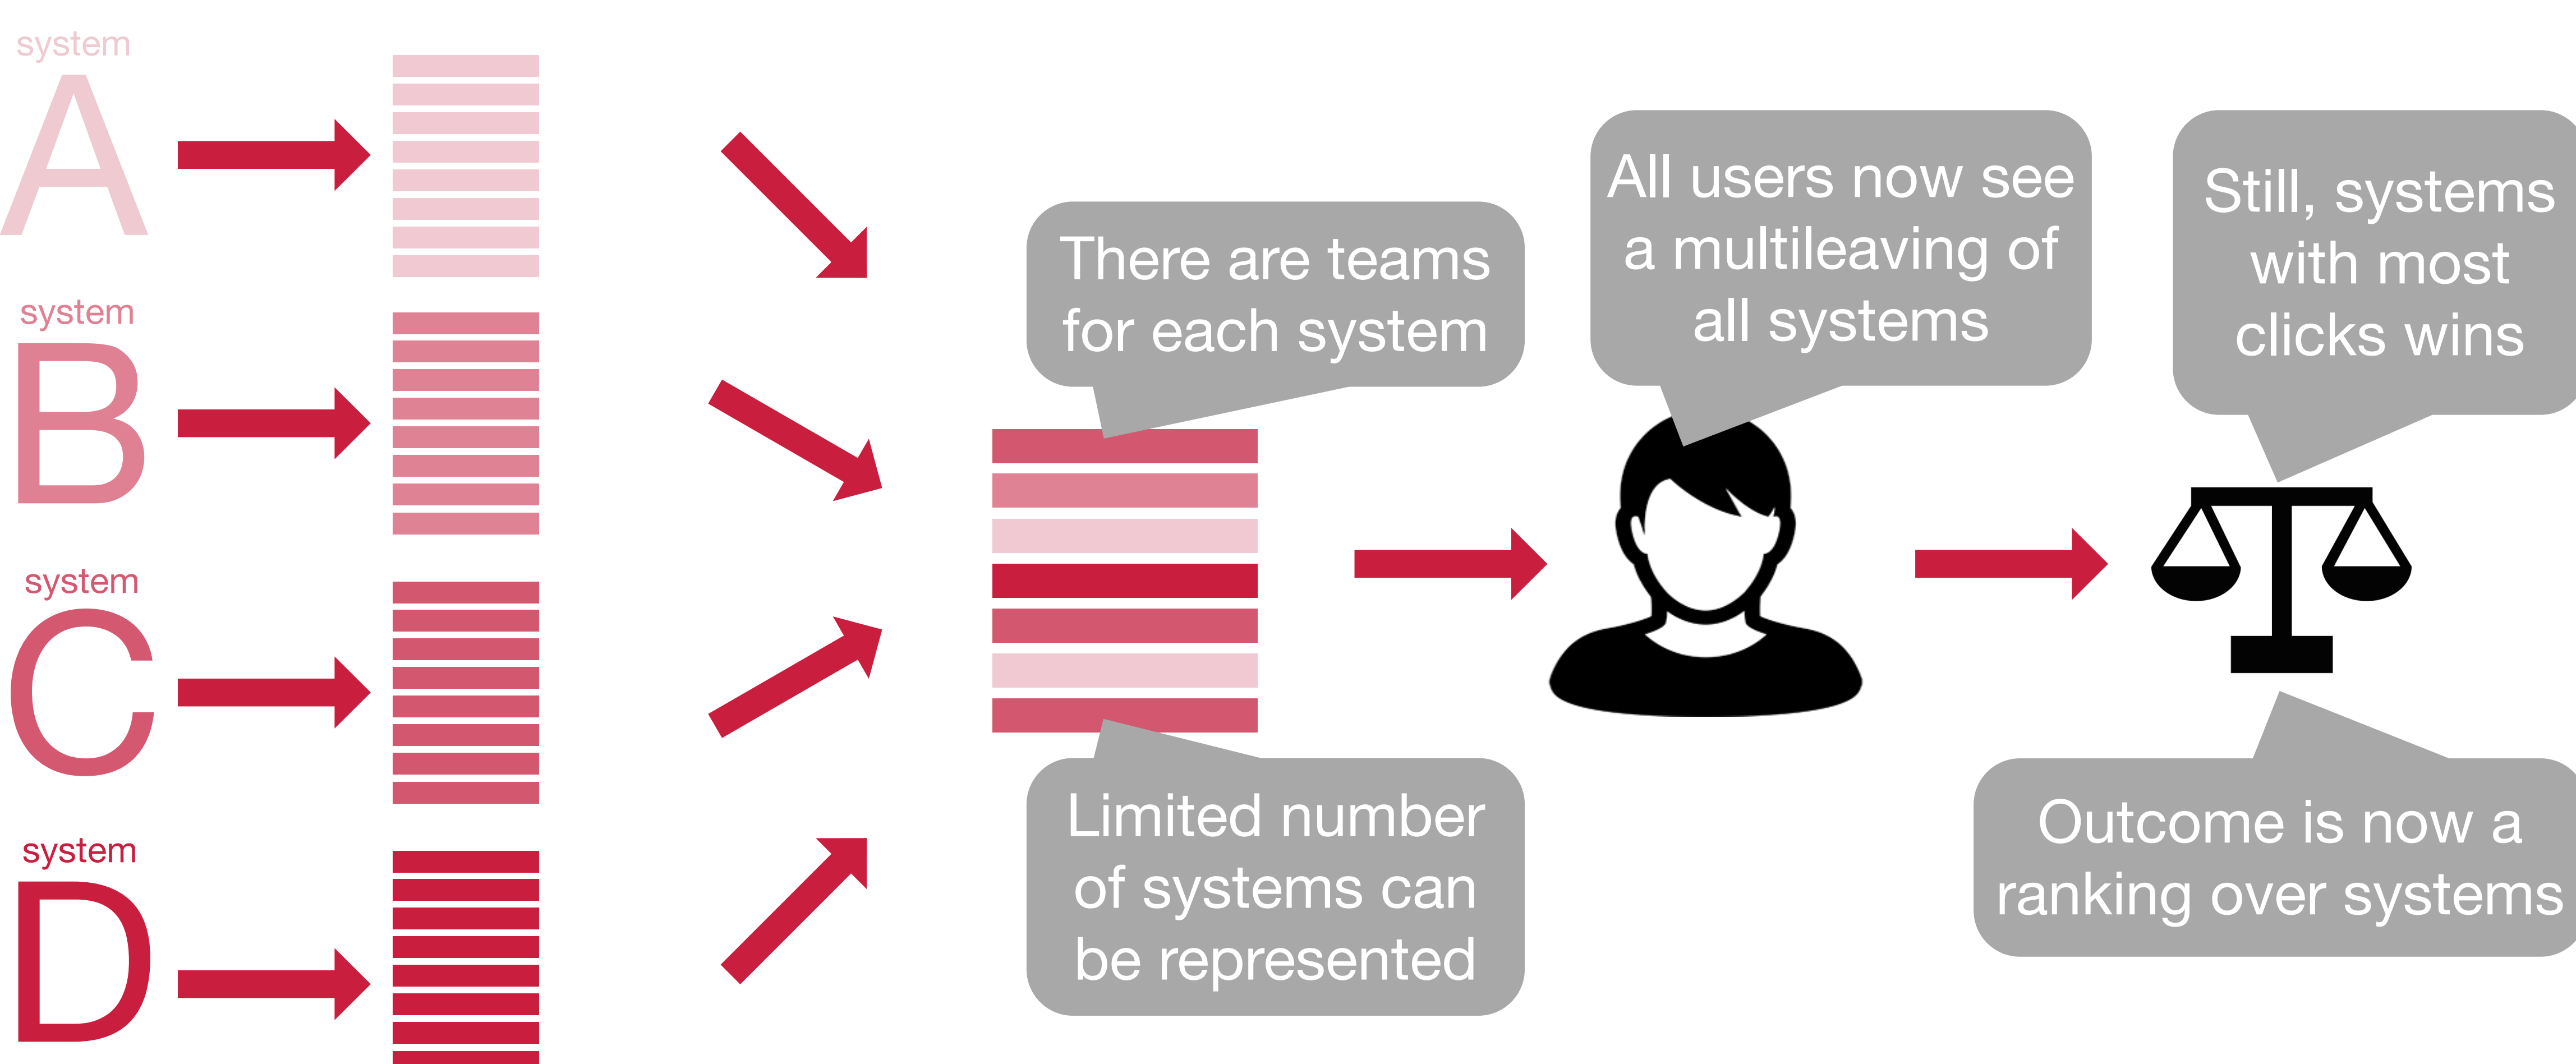 system
A
system
B
system
C
system
D
There are teams
for each system
Limited number
of systems can
be represented
All users now see
a multileaving of
all systems
Still, systems
with most
clicks wins
Outcome is now a
ranking over systems